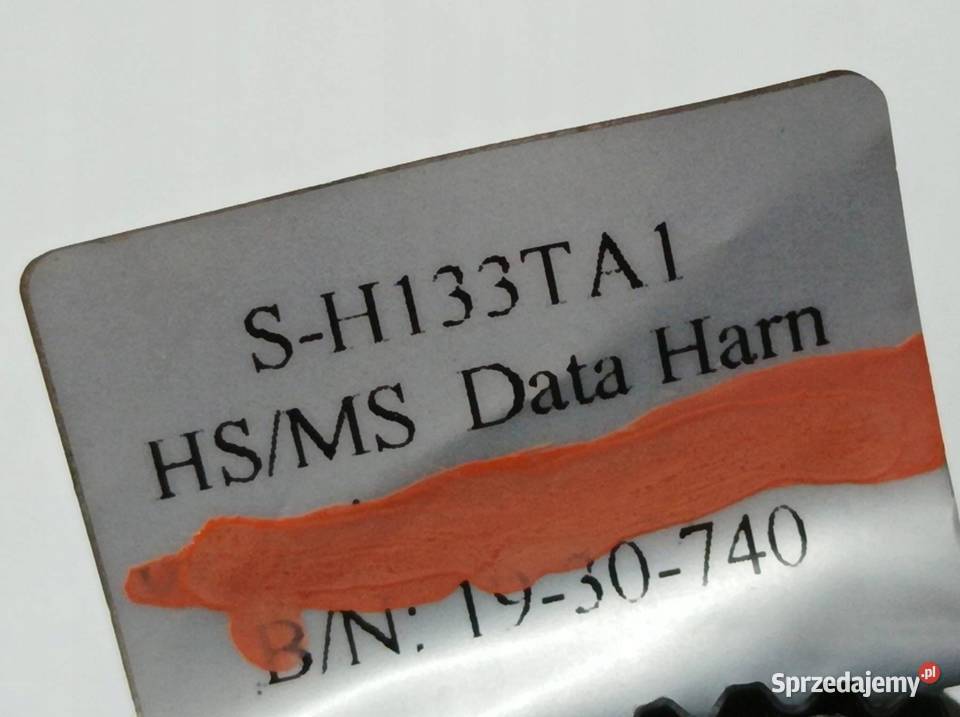 S-H133TA1
HS/MS Data Harn
B/N: 19-30-740
Sprzedajemy.pl